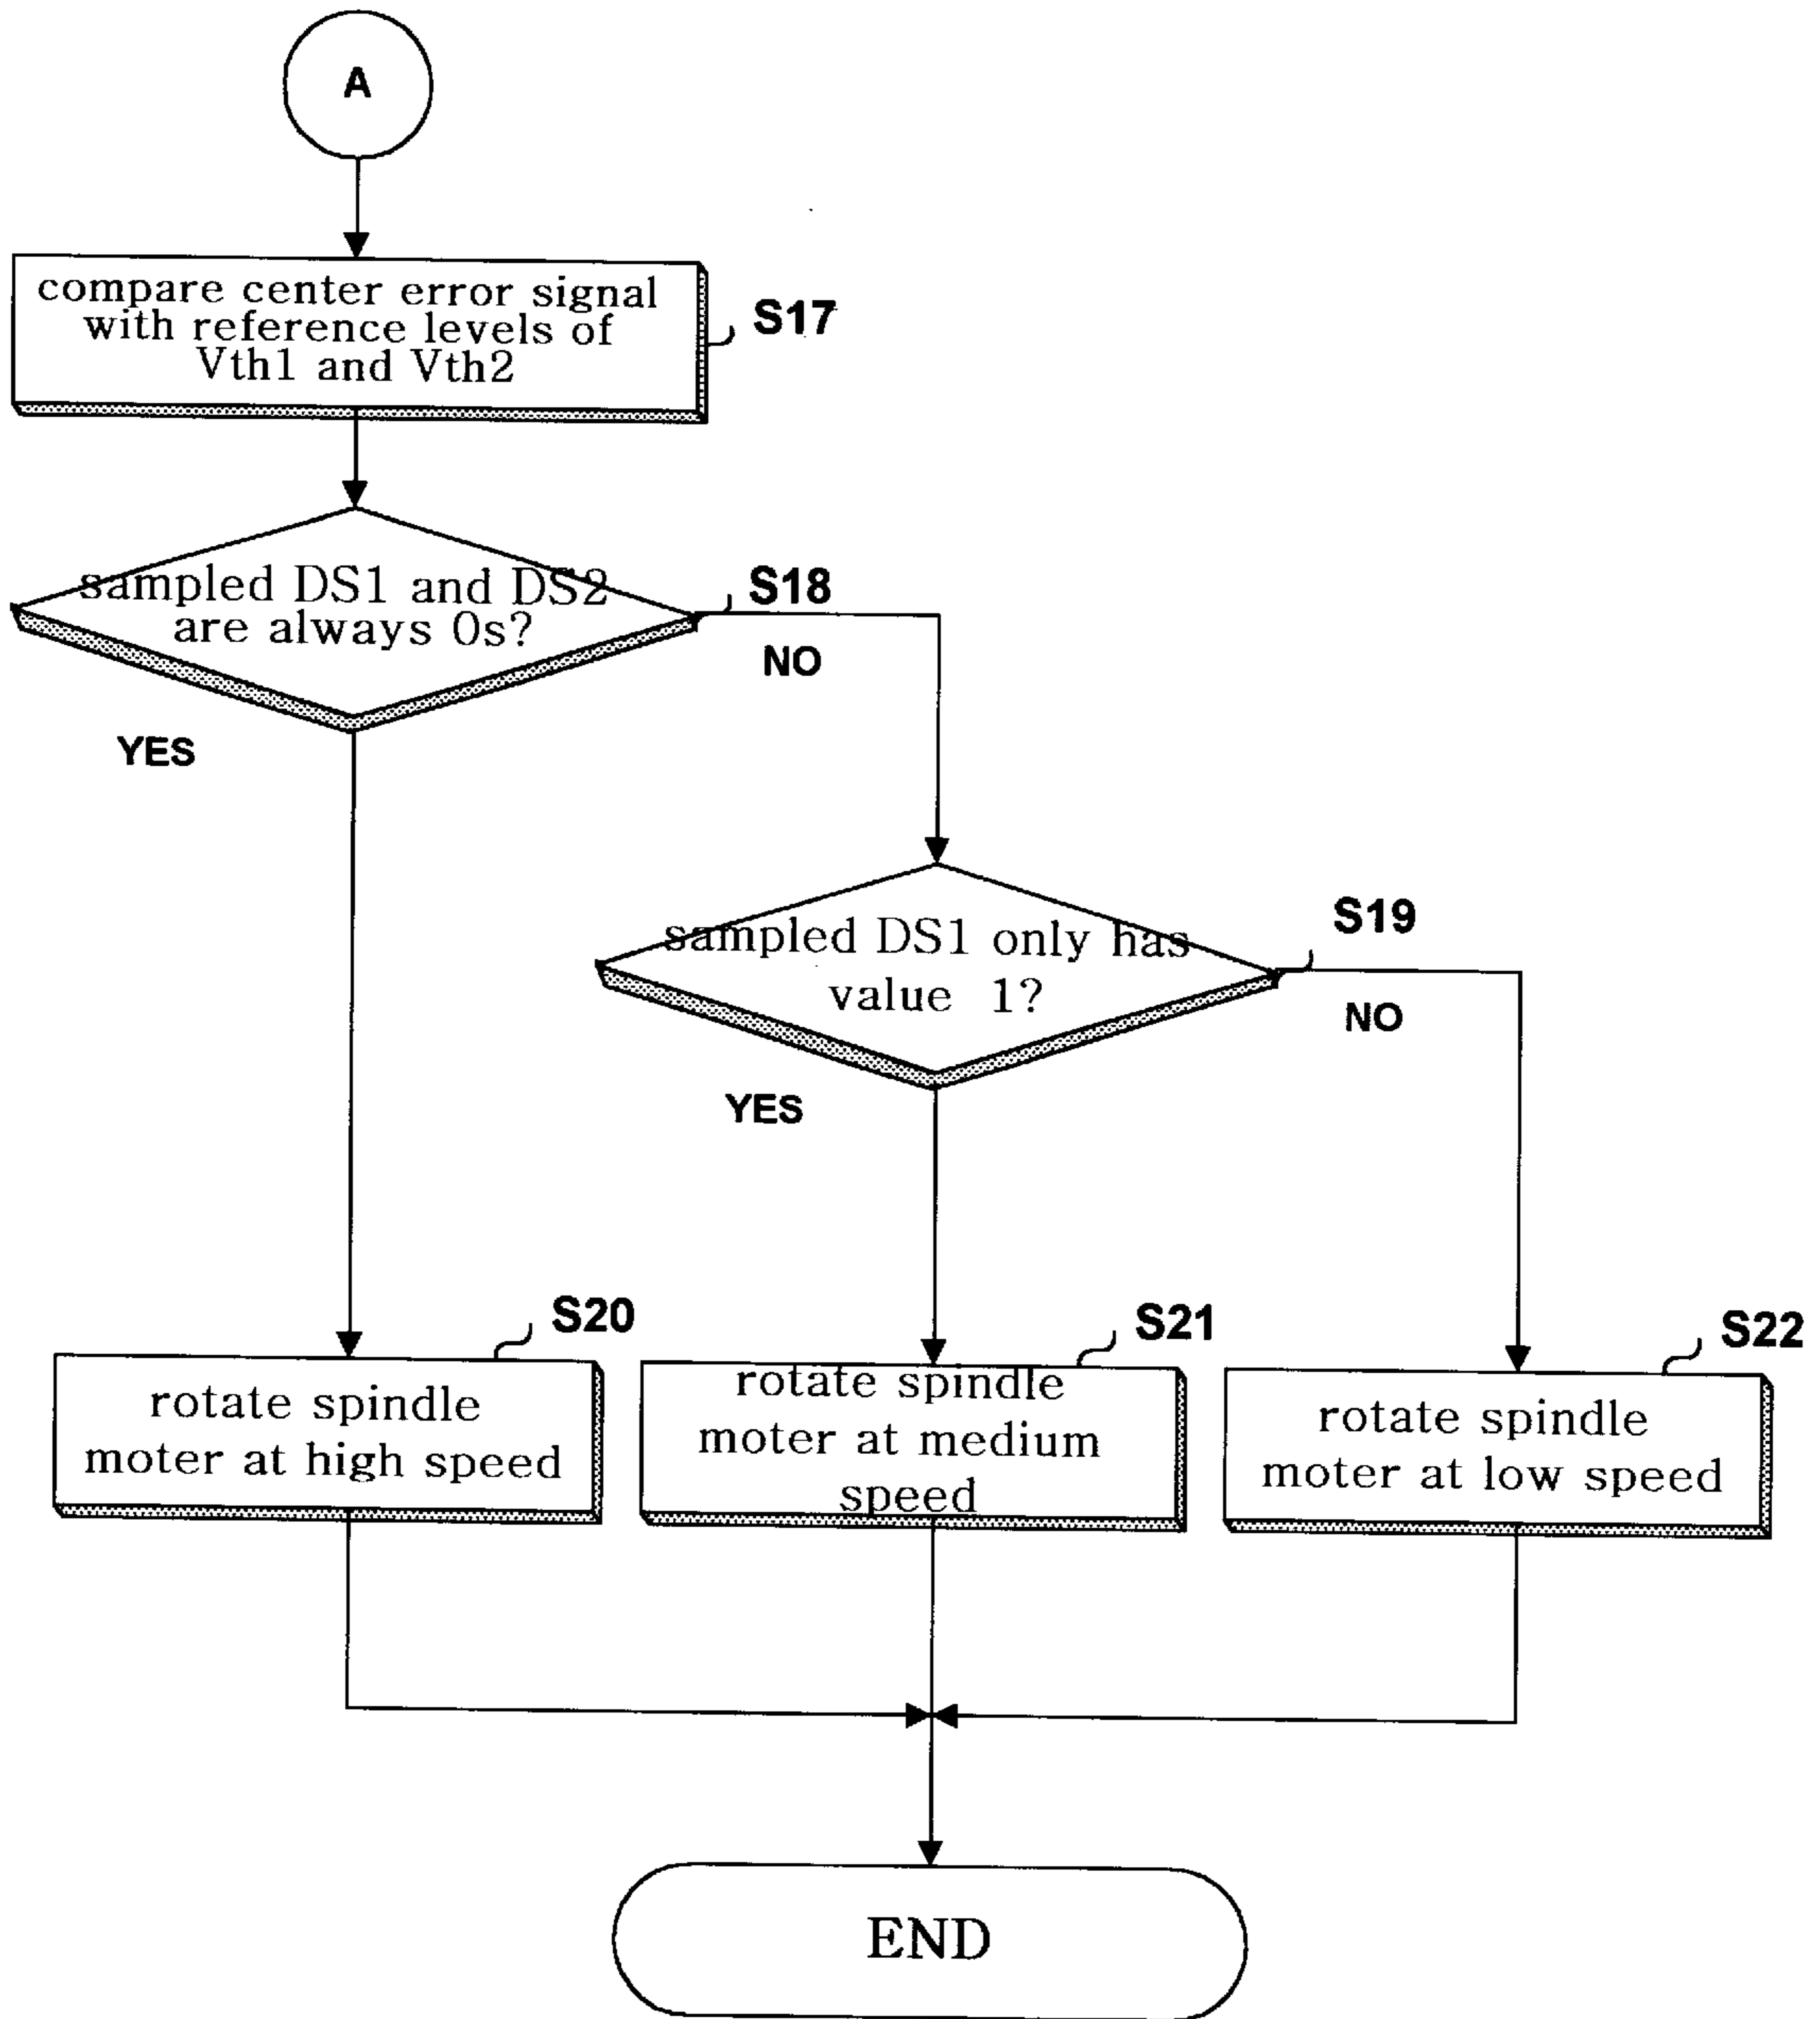 A
compare center error signal
with reference levels of
Vth1 and Vth2
S17
sampled DS1 and DS2
are always 0s?
S18
NO
YES
sampled DS1 only has
value 1?
S19
NO
YES
S20
rotate spindle
moter at high speed
S21
rotate spindle
moter at medium
speed
S22
rotate spindle
moter at low speed
END